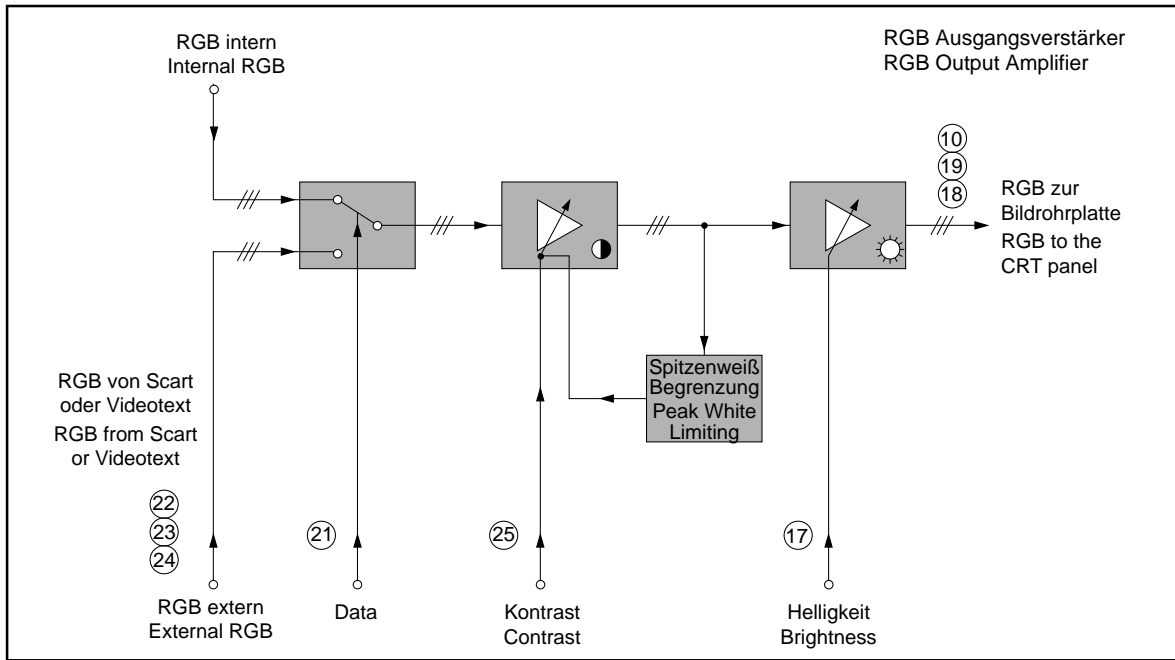 RGB intern
Internal RGB
RGB Ausgangsverstärker
RGB Output Amplifier
10
19
18
RGB zur
Bildrohrplatte
RGB to the
CRT panel
Spitzenweiß
Begrenzung
Peak White
Limiting
RGB von Scart
oder Videotext
RGB from Scart
or Videotext
22
23
24
21
25
17
RGB extern
External RGB
Data
Kontrast
Contrast
Helligkeit
Brightness